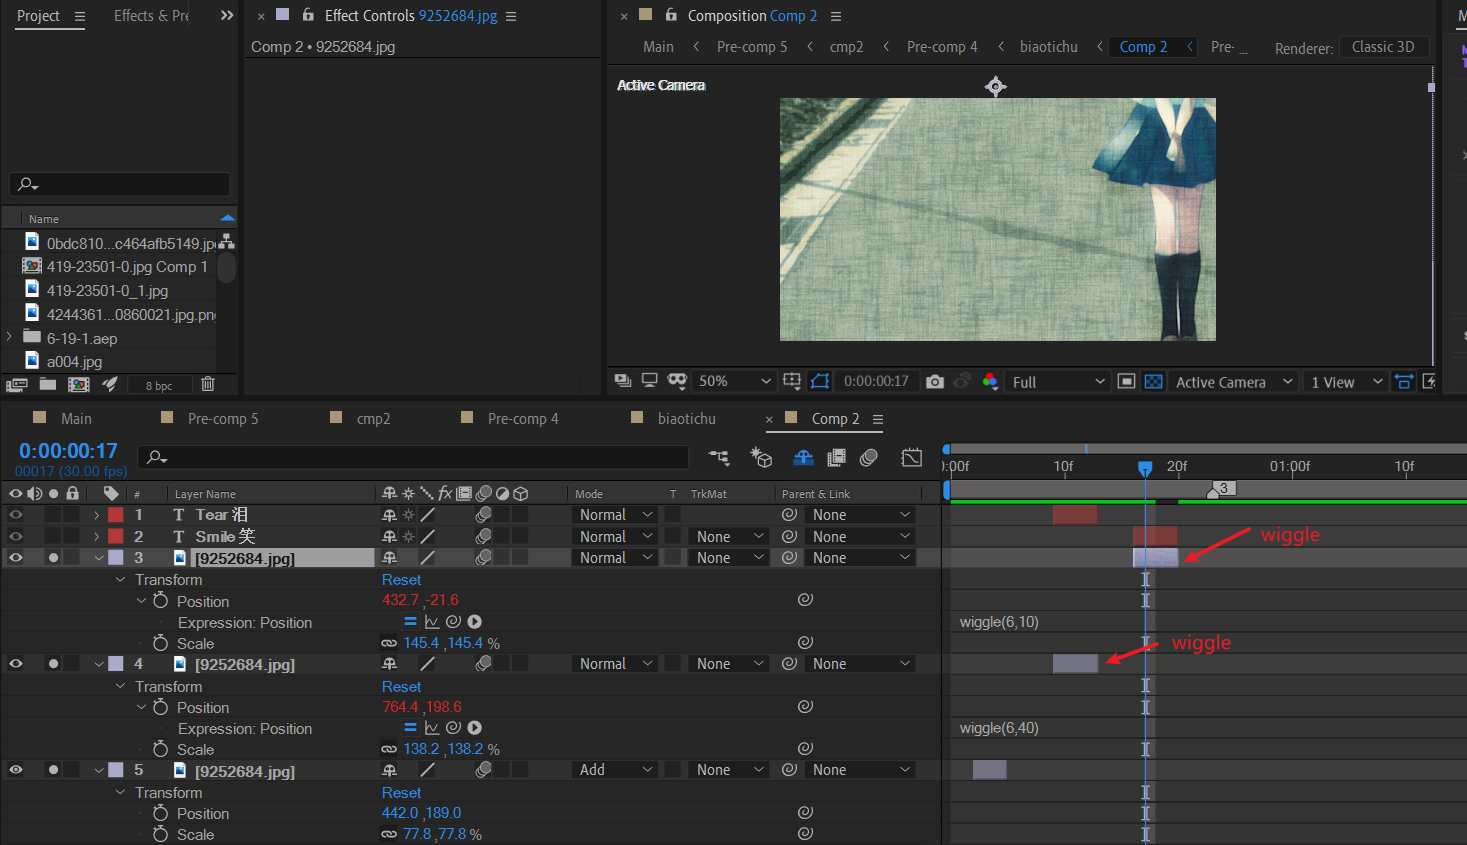 Project
Effects & Pre
Effect Controls 9252684.jpg
Composition Comp 2
Comp 2 • 9252684.jpg
Main
Pre-comp 5
cmp2
Pre-comp 4
biaotichu
Comp 2
Pre- ...
Renderer:
Classic 3D
Active Camera
Name
0bdc810...c464afb5149.jpg
419-23501-0.jpg Comp 1
419-23501-0_1.jpg
4244361...0860021.jpg.png
6-19-1.aep
a004.jpg
8 bpc
50%
0:00:00:17
Full
Active Camera
1 View
Main
Pre-comp 5
cmp2
Pre-comp 4
biaotichu
Comp 2
0:00:00:17
00017 (30.00 fps)
:00f
10f
20f
01:00f
10f
# Layer Name
fx
Mode
T TrkMat
Parent & Link
3
1 T Tear 泪 Normal None
2 T Smile 笑 Normal None None
3 [9252684.jpg] Normal None None
wiggle
Transform Reset
Position 432.7 ,-21.6
Expression: Position wiggle(6,10)
Scale 145.4 ,145.4 %
wiggle
4 [9252684.jpg] Normal None None
Transform Reset
Position 764.4 ,198.6
Expression: Position wiggle(6,40)
Scale 138.2 ,138.2 %
5 [9252684.jpg] Add None None
Transform Reset
Position 442.0 ,189.0
Scale 77.8 ,77.8 %